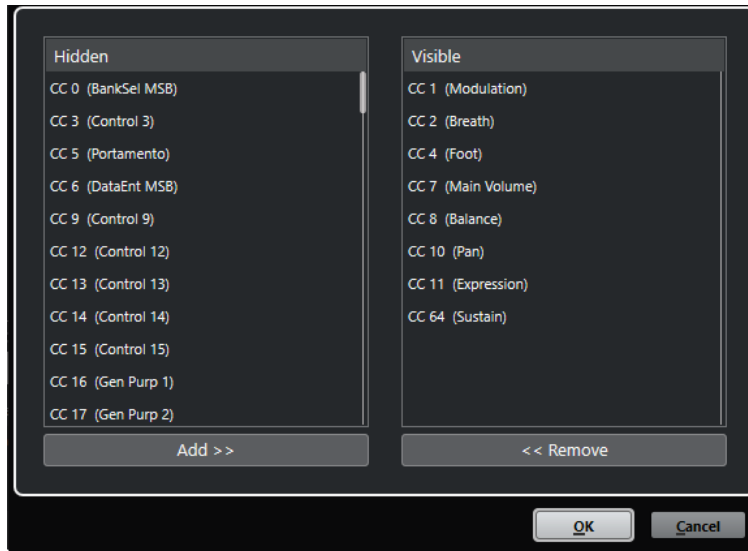 Hidden
CC 0 (BankSel MSB)
CC 3 (Control 3)
CC 5 (Portamento)
CC 6 (DataEnt MSB)
CC 9 (Control 9)
CC 12 (Control 12)
CC 13 (Control 13)
CC 14 (Control 14)
CC 15 (Control 15)
CC 16 (Gen Purp 1)
CC 17 (Gen Purp 2)
Add >>
Visible
CC 1 (Modulation)
CC 2 (Breath)
CC 4 (Foot)
CC 7 (Main Volume)
CC 8 (Balance)
CC 10 (Pan)
CC 11 (Expression)
CC 64 (Sustain)
<< Remove
OK
Cancel